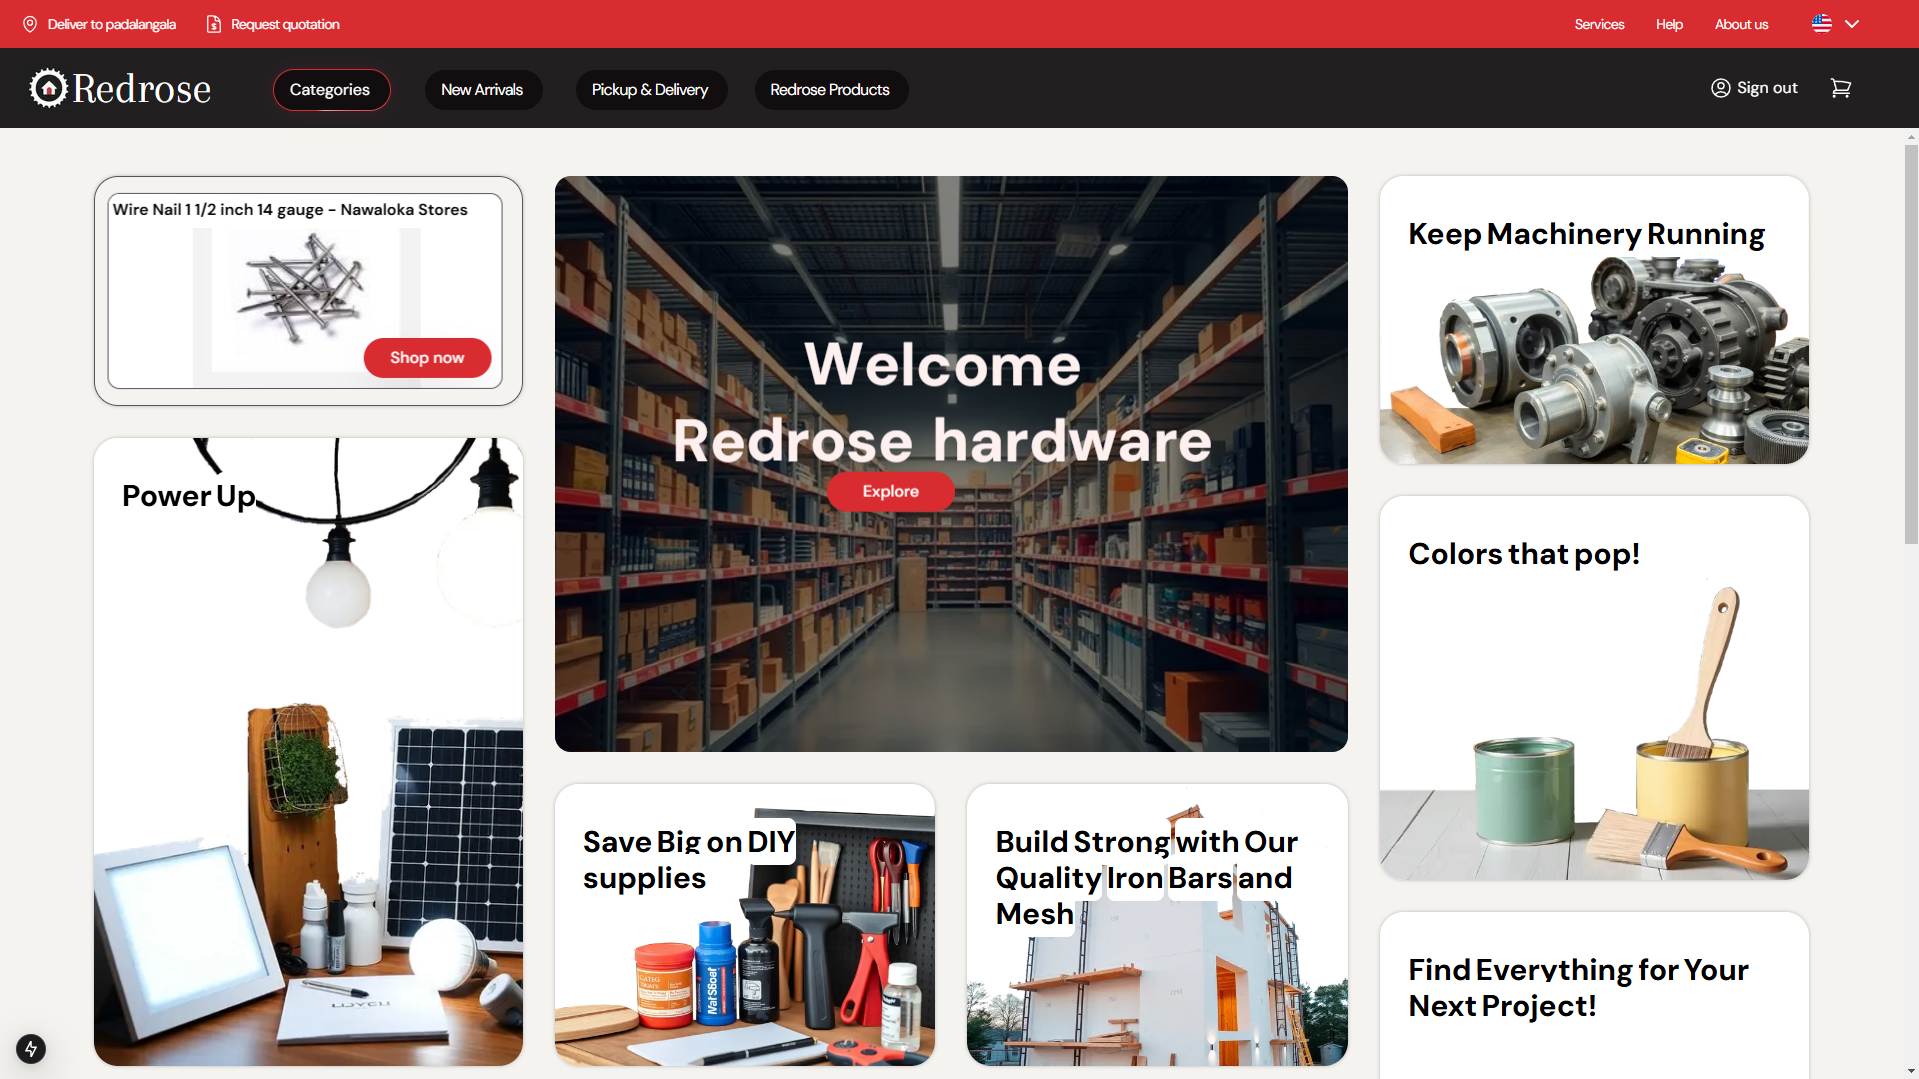 Deliver to padalangala
Request quotation
Services
Help
About us
Redrose
Categories
New Arrivals
Pickup & Delivery
Redrose Products
Sign out
Wire Nail 1 1/2 inch 14 gauge - Nawaloka Stores
Shop now
Power Up
Welcome
Redrose hardware
Explore
Save Big on DIY
supplies
NatS6oat
Build Strong with Our
Quality Iron Bars and
Mesh
Keep Machinery Running
Colors that pop!
Find Everything for Your
Next Project!